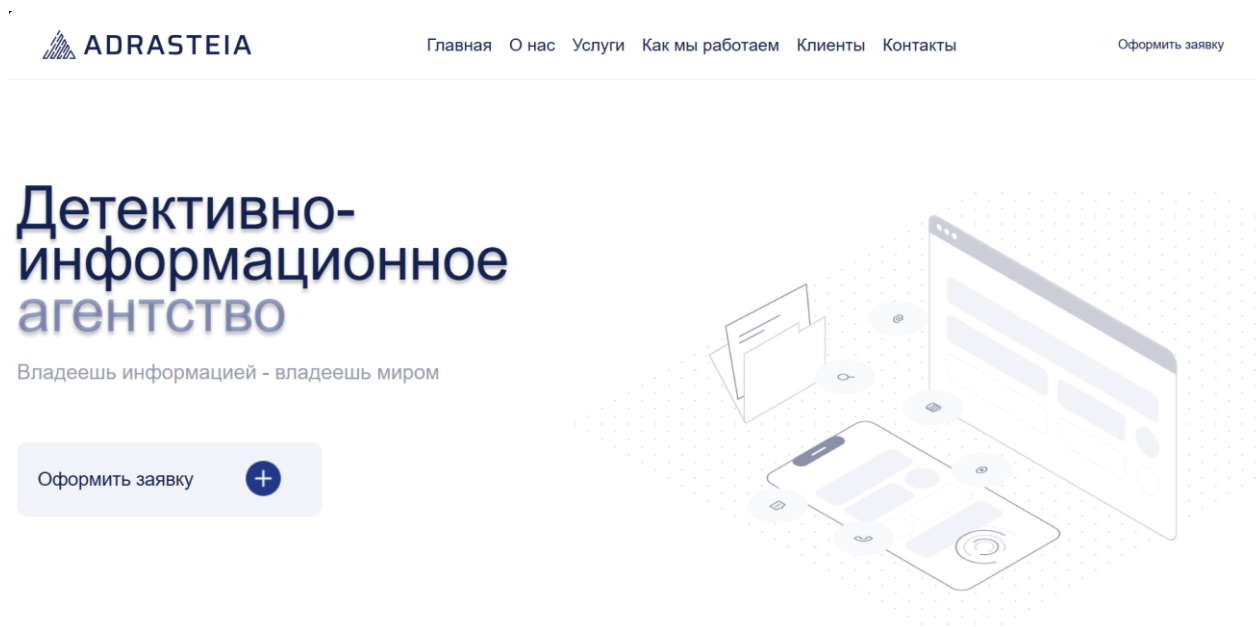 ADRASTEIA
Главная О нас Услуги Как мы работаем Клиенты Контакты
Оформить заявку
Детективно-
информационное
агентство
Владеешь информацией - владеешь миром
Оформить заявку